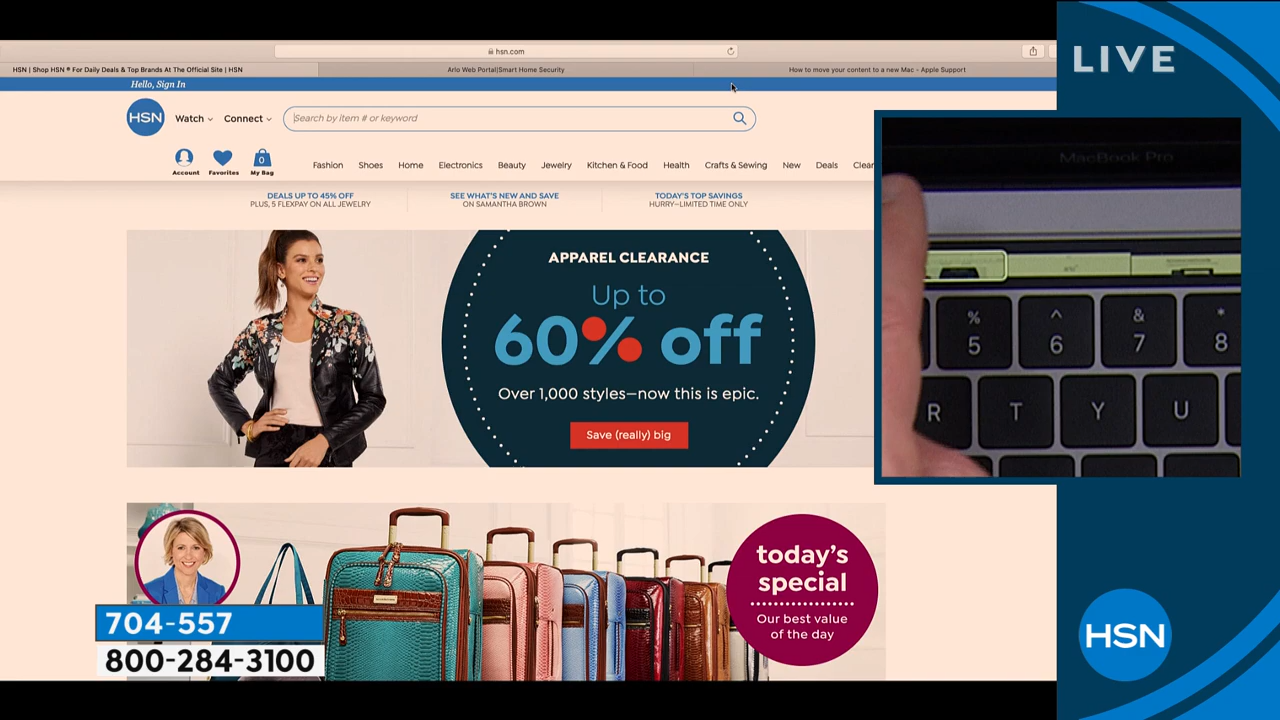 LIVE
hsn.com
HSN | Shop HSN ® For Daily Deals & Top Brands At The Official Site | HSN
Arlo Web Portal|Smart Home Security
How to move your content to a new Mac - Apple Support
Hello, Sign In
HSN
Watch
Connect
Search by item # or keyword
Account
Favorites
0
My Bag
Fashion
Shoes
Home
Electronics
Beauty
Jewelry
Kitchen & Food
Health
Crafts & Sewing
New
Deals
Clear
DEALS UP TO 45% OFF
PLUS, 5 FLEXPAY ON ALL JEWELRY
SEE WHAT'S NEW AND SAVE
ON SAMANTHA BROWN
TODAY'S TOP SAVINGS
HURRY–LIMITED TIME ONLY
APPAREL CLEARANCE
Up to
60% off
Over 1,000 styles—now this is epic.
Save (really) big
MacBook Pro
% ^ & *
5 6 7 8
R T Y U
today's
special
Our best value
of the day
704-557
800-284-3100
HSN